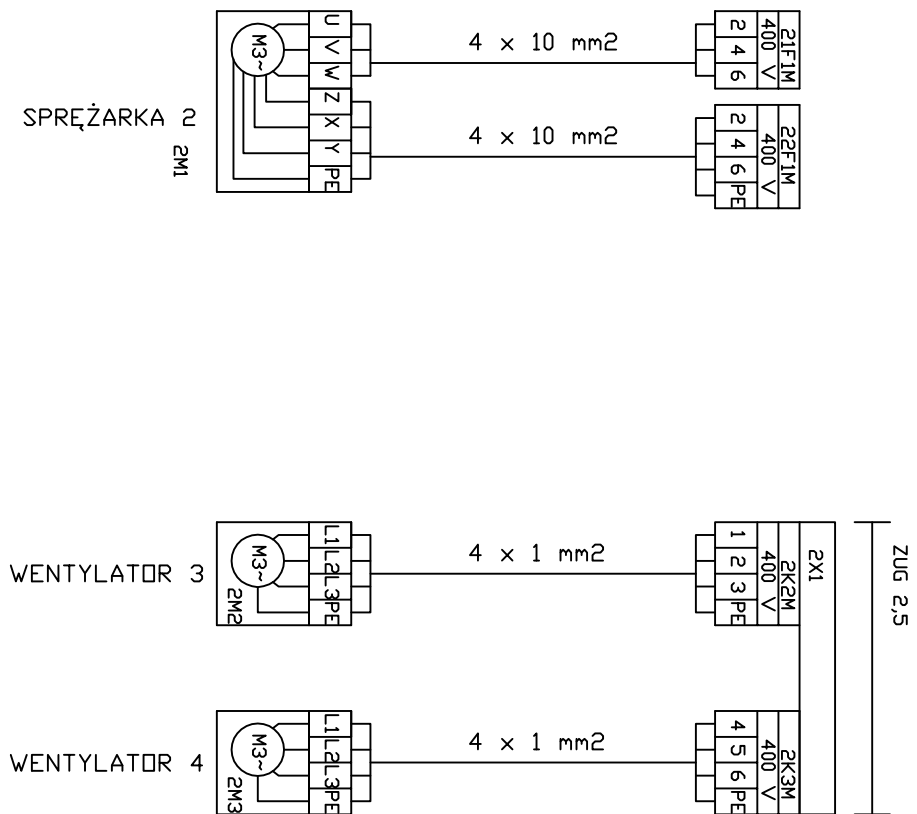 SPRĘŻARKA 2
2M1
M3~
U
V
W
Z
X
Y
PE
4 x 10 mm2
4 x 10 mm2
2
4
6
400 V
21F1M
2
4
6
PE
400 V
22F1M
WENTYLATOR 3
M3~
2M2
L1
L2
L3
PE
4 x 1 mm2
1
2
3
PE
400 V
2K2M
2X1
ZUG 2,5
WENTYLATOR 4
M3~
2M3
L1
L2
L3
PE
4 x 1 mm2
4
5
6
PE
400 V
2K3M